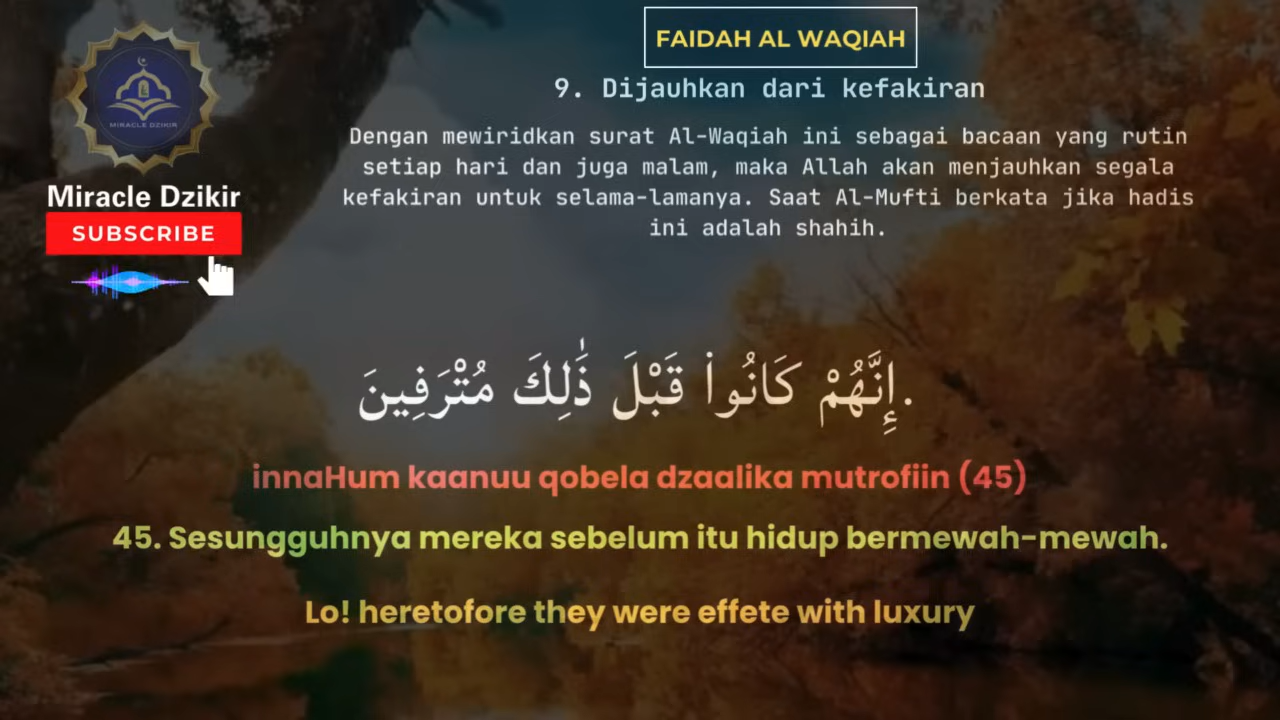 FAIDAH AL WAQIAH
9. Dijauhkan dari kefakiran
Dengan mewiridkan surat Al-Waqiah ini sebagai bacaan yang rutin
setiap hari dan juga malam, maka Allah akan menjauhkan segala
kefakiran untuk selama-lamanya. Saat Al-Mufti berkata jika hadis
ini adalah shahih.
MIRACLE DZIKIR
Miracle Dzikir
SUBSCRIBE
إِنَّهُمْ كَانُوا۟ قَبْلَ ذَٰلِكَ مُتْرَفِينَ.
innaHum kaanuu qobela dzaalika mutrofiin (45)
45. Sesungguhnya mereka sebelum itu hidup bermewah-mewah.
Lo! heretofore they were effete with luxury